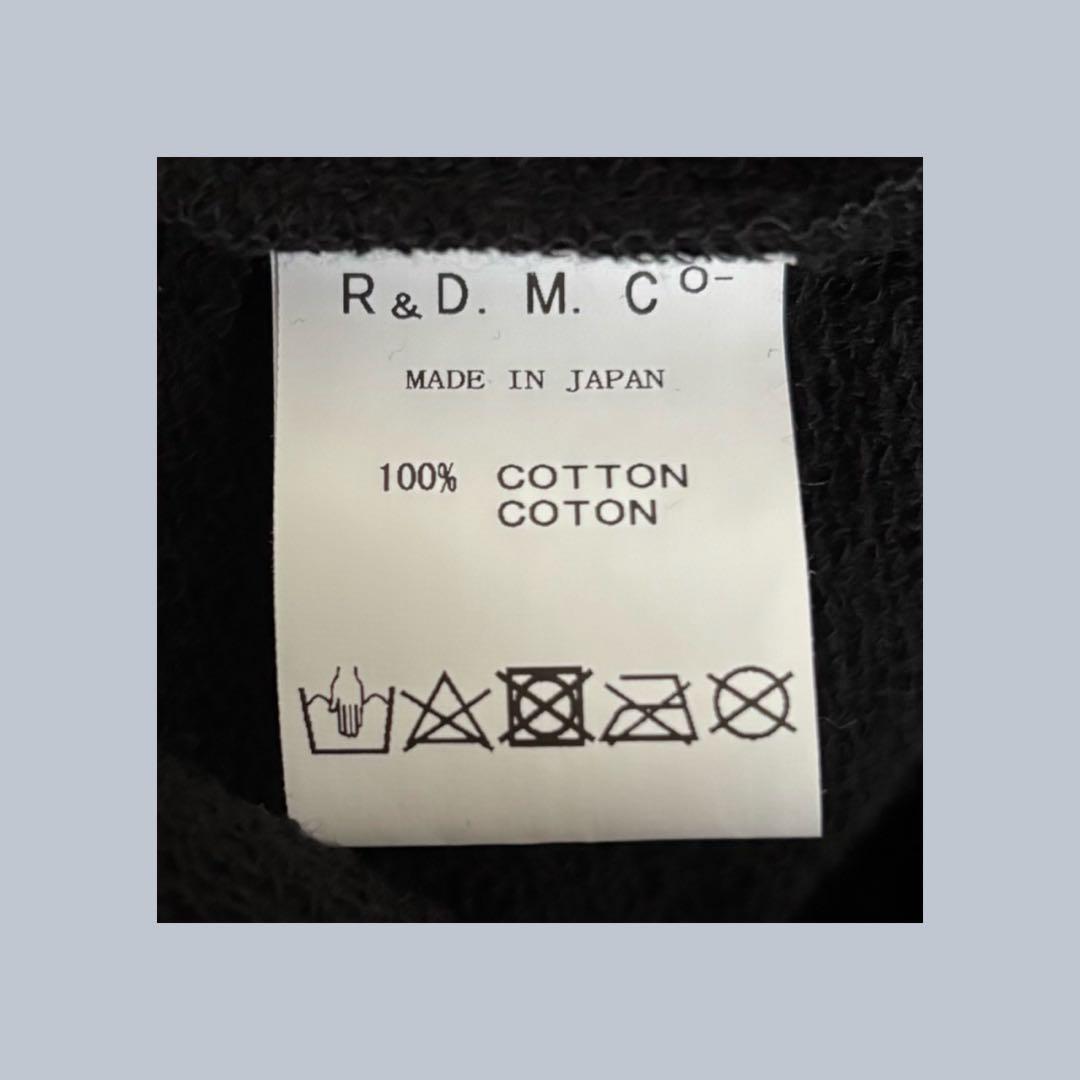 R&D. M. Co-
MADE IN JAPAN
100% COTTON
COTON